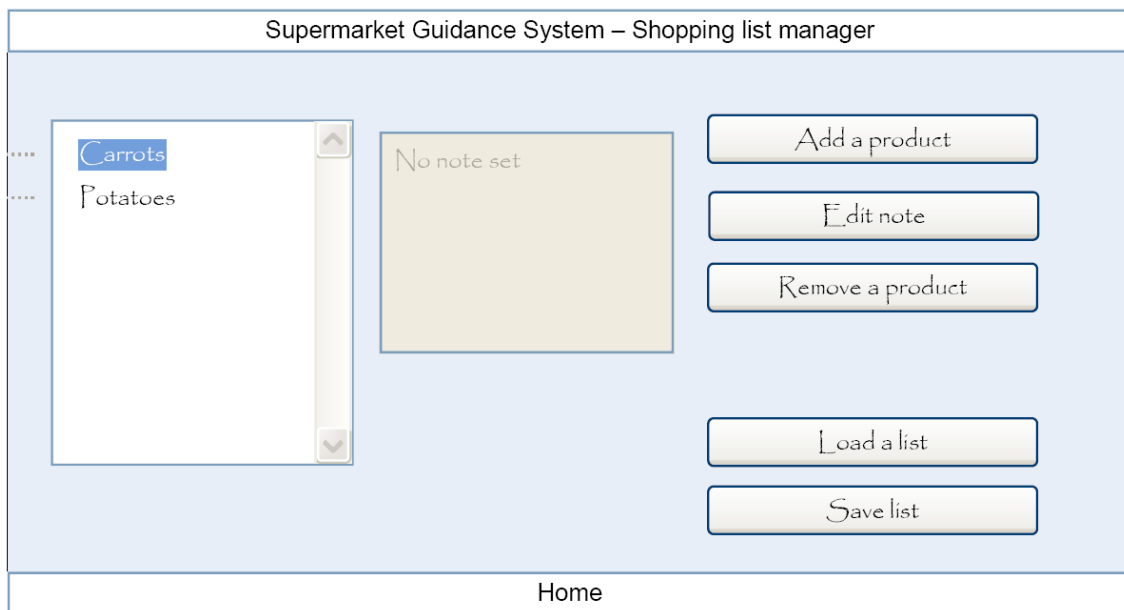 Supermarket Guidance System – Shopping list manager
Carrots
Potatoes
No note set
Add a product
Edit note
Remove a product
Load a list
Save list
Home